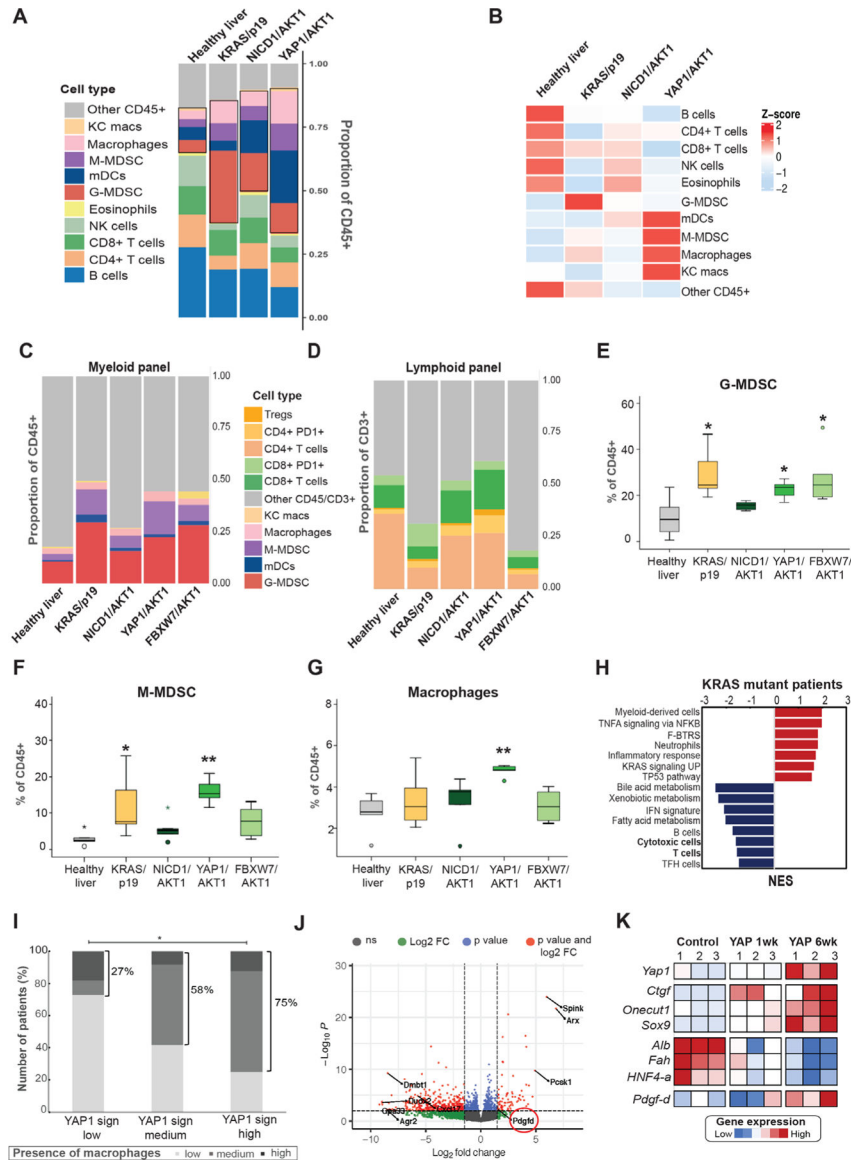 A
Healthy liver
KRAS/p19
NICD1/AKT1
YAP1/AKT1
Cell type
Other CD45+
KC macs
Macrophages
M-MDSC
mDCs
G-MDSC
Eosinophils
NK cells
CD8+ T cells
CD4+ T cells
B cells
1.00
0.75
0.50
0.25
0.00
Proportion of CD45+
B
Healthy liver
KRAS/p19
NICD1/AKT1
YAP1/AKT1
B cells
CD4+ T cells
CD8+ T cells
NK cells
Eosinophils
G-MDSC
mDCs
M-MDSC
Macrophages
KC macs
Other CD45+
Z-score
2
1
0
-1
-2
C
Myeloid panel
Proportion of CD45+
1.00
0.75
0.50
0.25
0.00
Healthy liver
KRAS/p19
NICD1/AKT1
YAP1/AKT1
FBXW7/AKT1
Cell type
Tregs
CD4+ PD1+
CD4+ T cells
CD8+ PD1+
CD8+ T cells
Other CD45/CD3+
KC macs
Macrophages
M-MDSC
mDCs
G-MDSC
D
Lymphoid panel
Proportion of CD3+
1.00
0.75
0.50
0.25
0.00
Healthy liver
KRAS/p19
NICD1/AKT1
YAP1/AKT1
FBXW7/AKT1
E
G-MDSC
% of CD45+
60
40
20
0
*
*
*
Healthy liver
KRAS/ p19
NICD1/ AKT1
YAP1/ AKT1
FBXW7/ AKT1
F
M-MDSC
% of CD45+
40
30
20
10
0
*
*
*
**
Healthy liver
KRAS/ p19
NICD1/ AKT1
YAP1/ AKT1
FBXW7/ AKT1
G
Macrophages
% of CD45+
8
6
4
2
**
Healthy liver
KRAS/ p19
NICD1/ AKT1
YAP1/ AKT1
FBXW7/ AKT1
H
KRAS mutant patients
-3 -2 -1 0 1 2 3
Myeloid-derived cells
TNFA signaling via NFKB
F-BTRS
Neutrophils
Inflammatory response
KRAS signaling UP
TP53 pathway
Bile acid metabolism
Xenobiotic metabolism
IFN signature
Fatty acid metabolism
B cells
Cytotoxic cells
T cells
TFH cells
NES
I
Number of patients (%)
100
80
60
40
20
0
*
27%
58%
75%
YAP1 sign low
YAP1 sign medium
YAP1 sign high
Presence of macrophages low medium high
J
ns
Log2 FC
p value
p value and log2 FC
−Log10 P
30
20
10
0
Spink
Arx
Pcsk1
Dmbt1
Agr2
Pdgfd
-10 -5 0 5
Log2 fold change
K
Control YAP 1wk YAP 6wk
1 2 3 1 2 3 1 2 3
Yap1
Ctgf
Onecut1
Sox9
Alb
Fah
HNF4-a
Pdgf-d
Gene expression
Low High